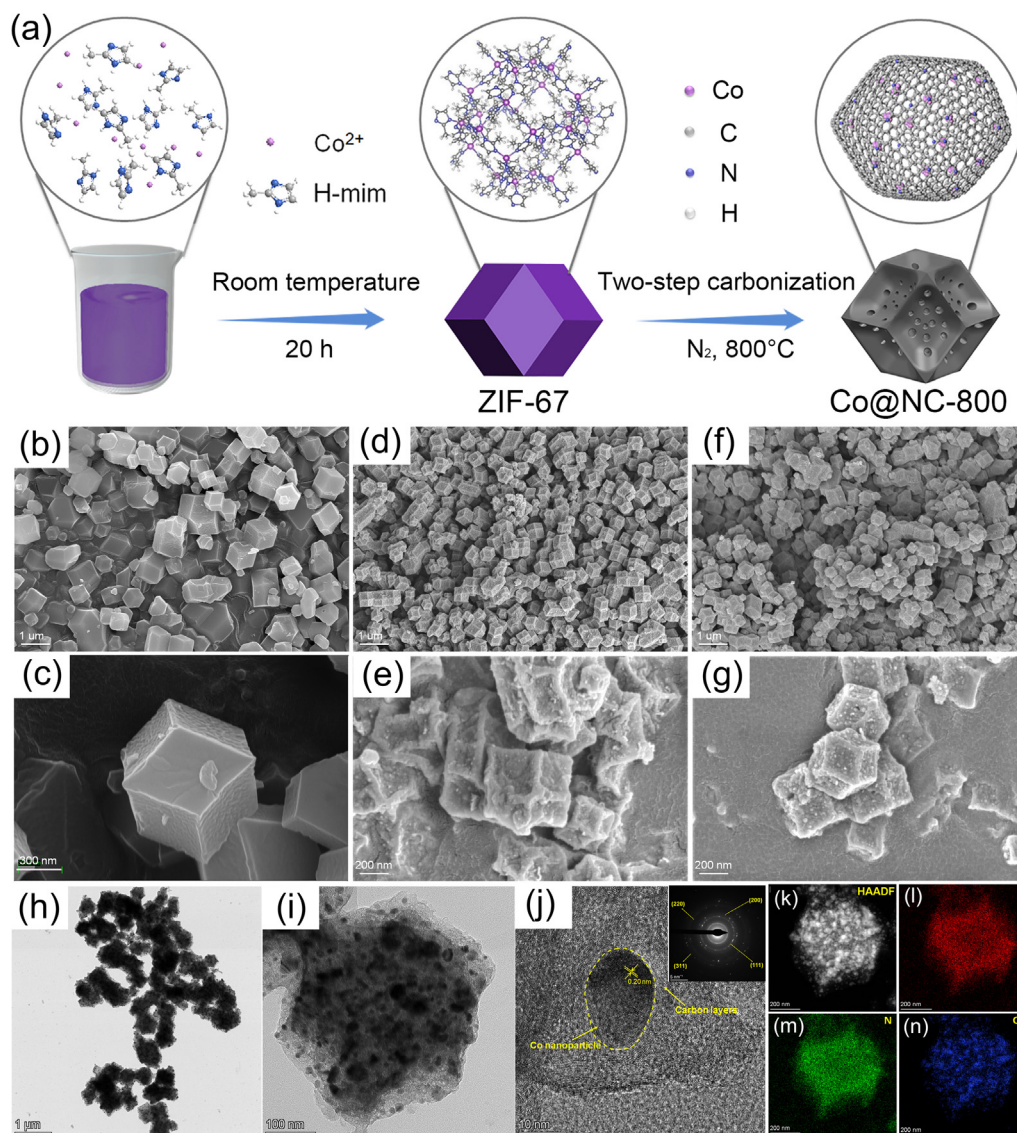 (a)
Co²⁺
H-mim
Co
C
N
H
Room temperature
20 h
Two-step carbonization
N₂, 800°C
ZIF-67
Co@NC-800
(b)
1 um
(d)
1 um
(f)
1 um
(c)
300 nm
(e)
200 nm
(g)
200 nm
(h)
1 μm
(i)
100 nm
(j)
(220)
(200)
(311)
(111)
0.20 nm
Carbon layers
Co nanoparticle
10 nm
(k)
HAADF
200 nm
(l)
200 nm
(m)
N
200 nm
(n)
200 nm